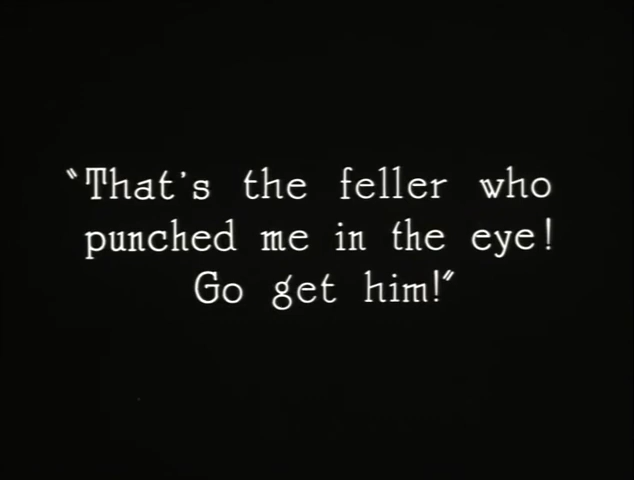 "That's the feller who
punched me in the eye!
Go get him!"